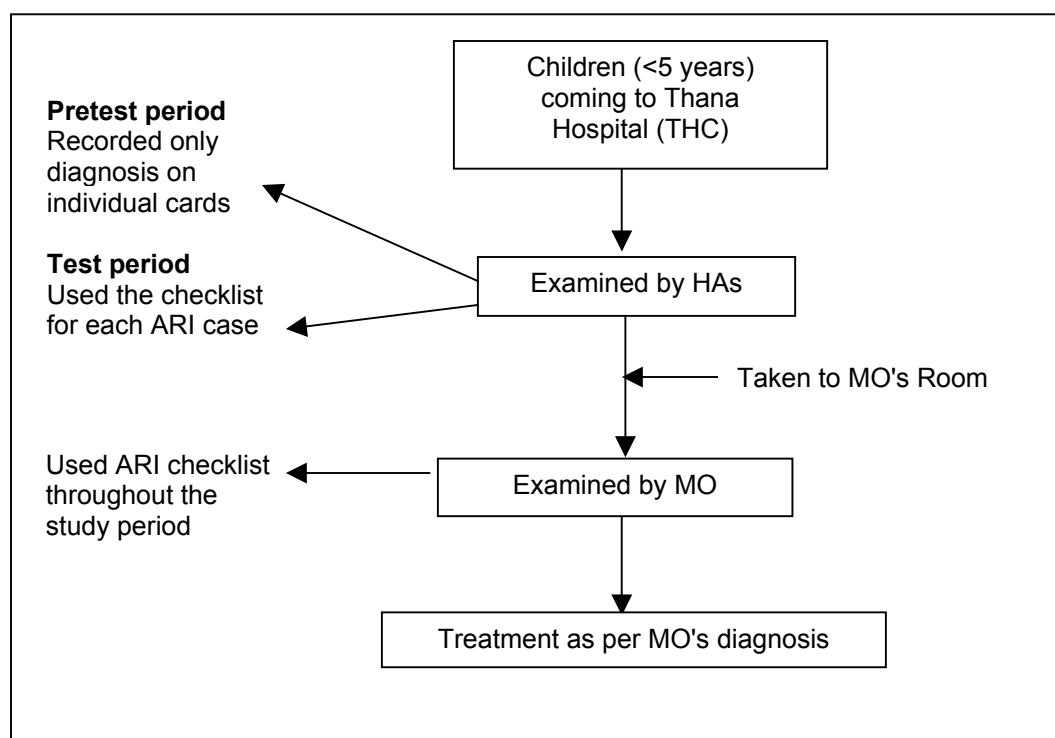 Children (<5 years)
coming to Thana
Hospital (THC)
Pretest period
Recorded only
diagnosis on
individual cards
Test period
Used the checklist
for each ARI case
Examined by HAs
Taken to MO's Room
Used ARI checklist
throughout the
study period
Examined by MO
Treatment as per MO's diagnosis